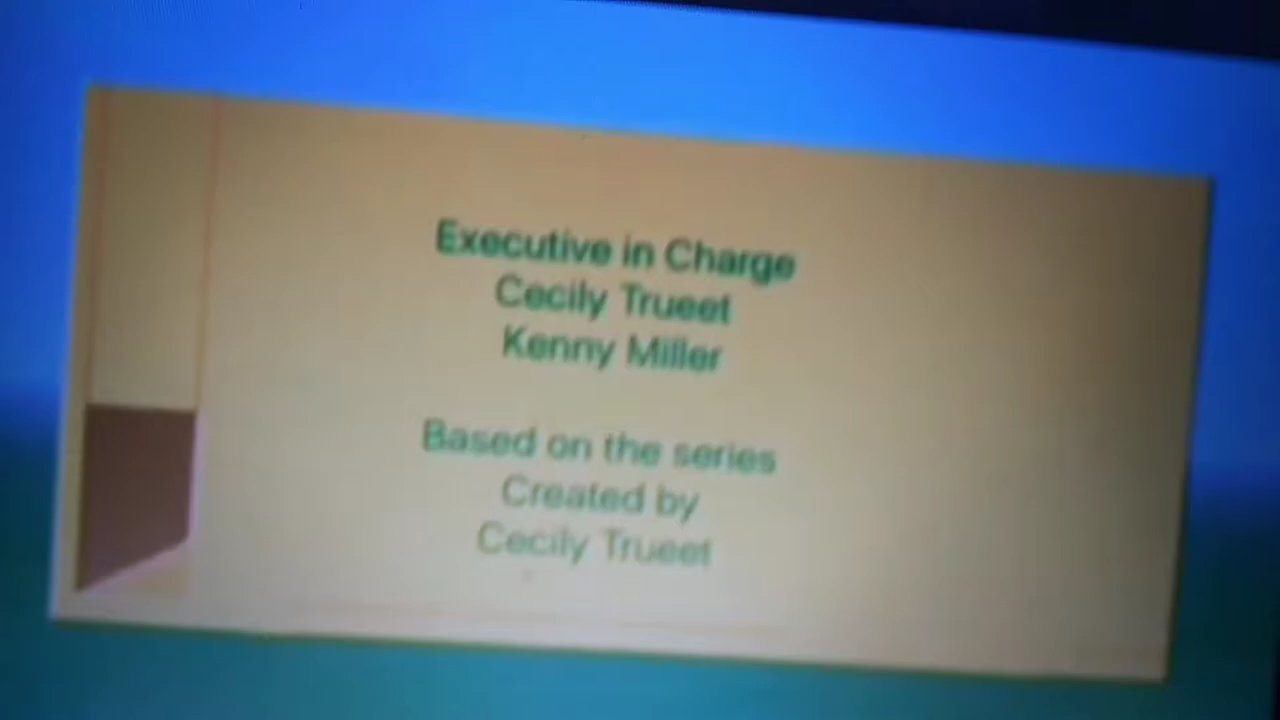 Executive in Charge
Cecily Trueet
Kenny Miller
Based on the series
Created by
Cecily Trueet